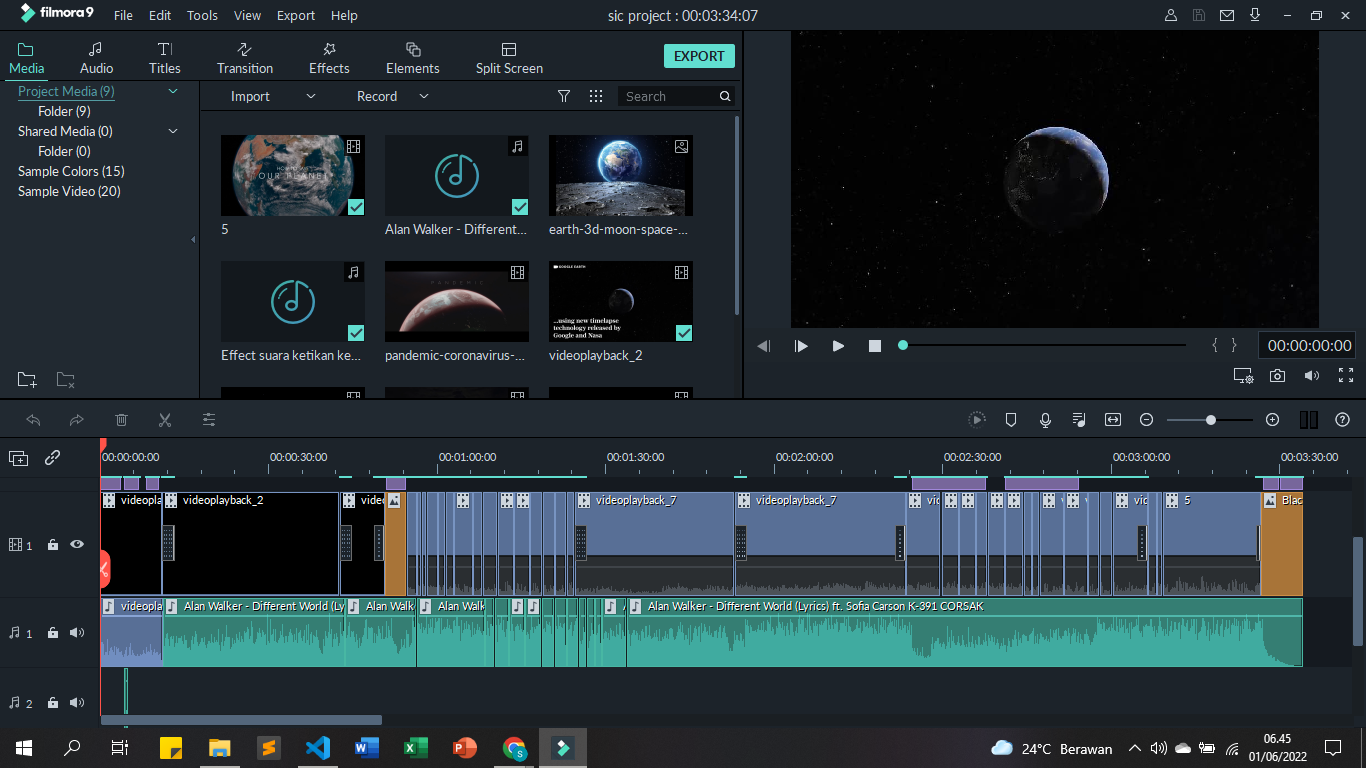 filmora 9 File Edit Tools View Export Help sic project : 00:03:34:07
Media Audio Titles Transition Effects Elements Split Screen EXPORT
Project Media (9)
Folder (9)
Shared Media (0)
Folder (0)
Sample Colors (15)
Sample Video (20)
Import Record Search
OUR PLANET
5 Alan Walker - Different... earth-3d-moon-space-...
PANDEMIC
GOOGLE EARTH
...using new timelapse
technology released by
Google and Nasa
Effect suara ketikan ke... pandemic-coronavirus-... videoplayback_2
{ } 00:00:00:00
00:00:00:00 00:00:30:00 00:01:00:00 00:01:30:00 00:02:00:00 00:02:30:00 00:03:00:00 00:03:30:00
videopla videoplayback_2 vide videoplayback_7 videoplayback_7 vi vi 5 Blac
1
videopla Alan Walker - Different World (Ly Alan Walk Alan Walk Alan Walker - Different World (Lyrics) ft. Sofia Carson K-391 CORSAK
1
2
24°C Berawan 06.45
01/06/2022